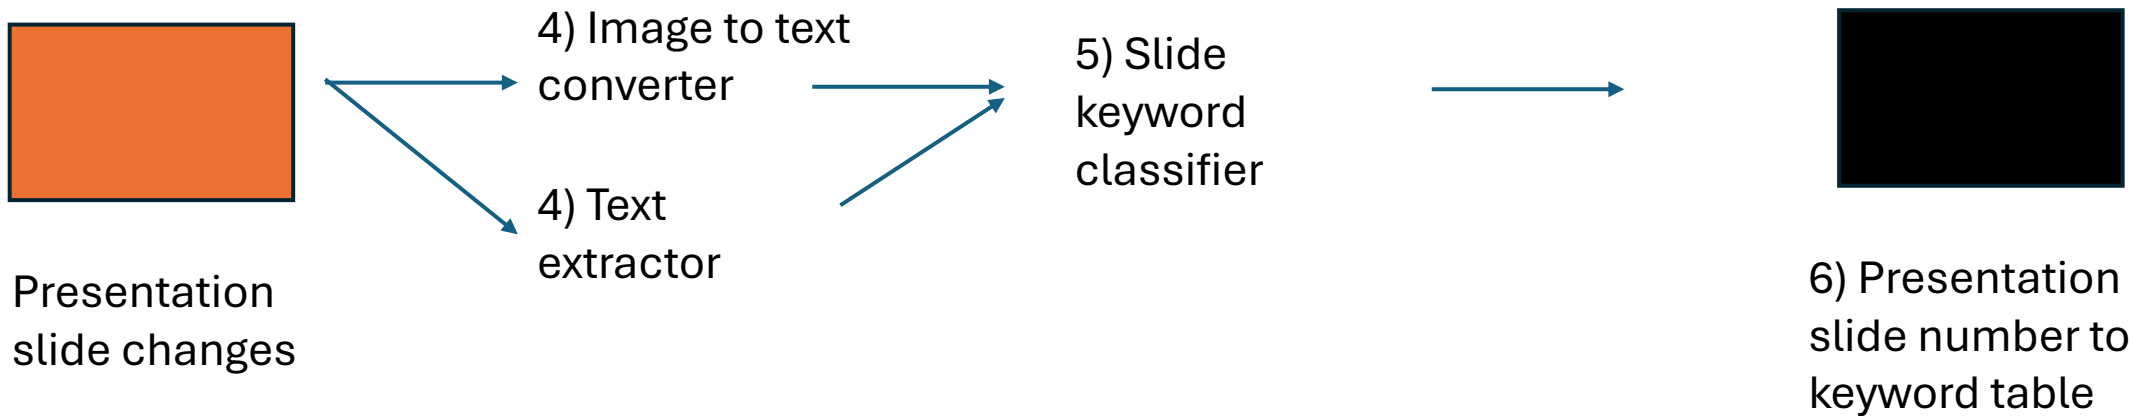 4) Image to text
converter
4) Text
extractor
5) Slide
keyword
classifier
Presentation
slide changes
6) Presentation
slide number to
keyword table